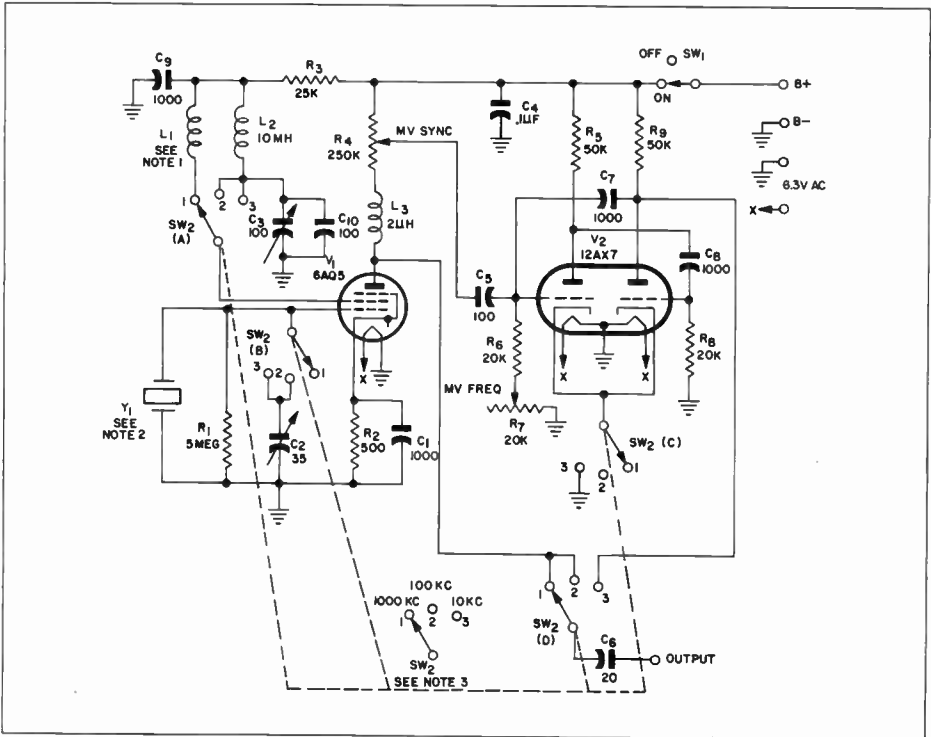 C9
1000
R3
25K
OFF
SW1
ON
B+
B-
6.3V AC
X
L1
SEE
NOTE 1
L2
10MH
R4
250K
MV SYNC
C4
.1UF
R5
50K
R9
50K
1
2
3
SW2
(A)
C3
100
C10
100
V1
6AQ5
L3
2UH
C7
1000
V2
12AX7
C8
1000
C5
100
SW2
(B)
3
2
1
X
R6
20K
X
X
R8
20K
MV FREQ
R7
20K
Y1
SEE
NOTE 2
R1
5MEG
C2
35
R2
500
C1
1000
SW2 (C)
3
2
1
1000KC
100KC
10KC
1
2
3
SW2
SEE NOTE 3
1
2
3
SW2
(D)
C6
20
OUTPUT